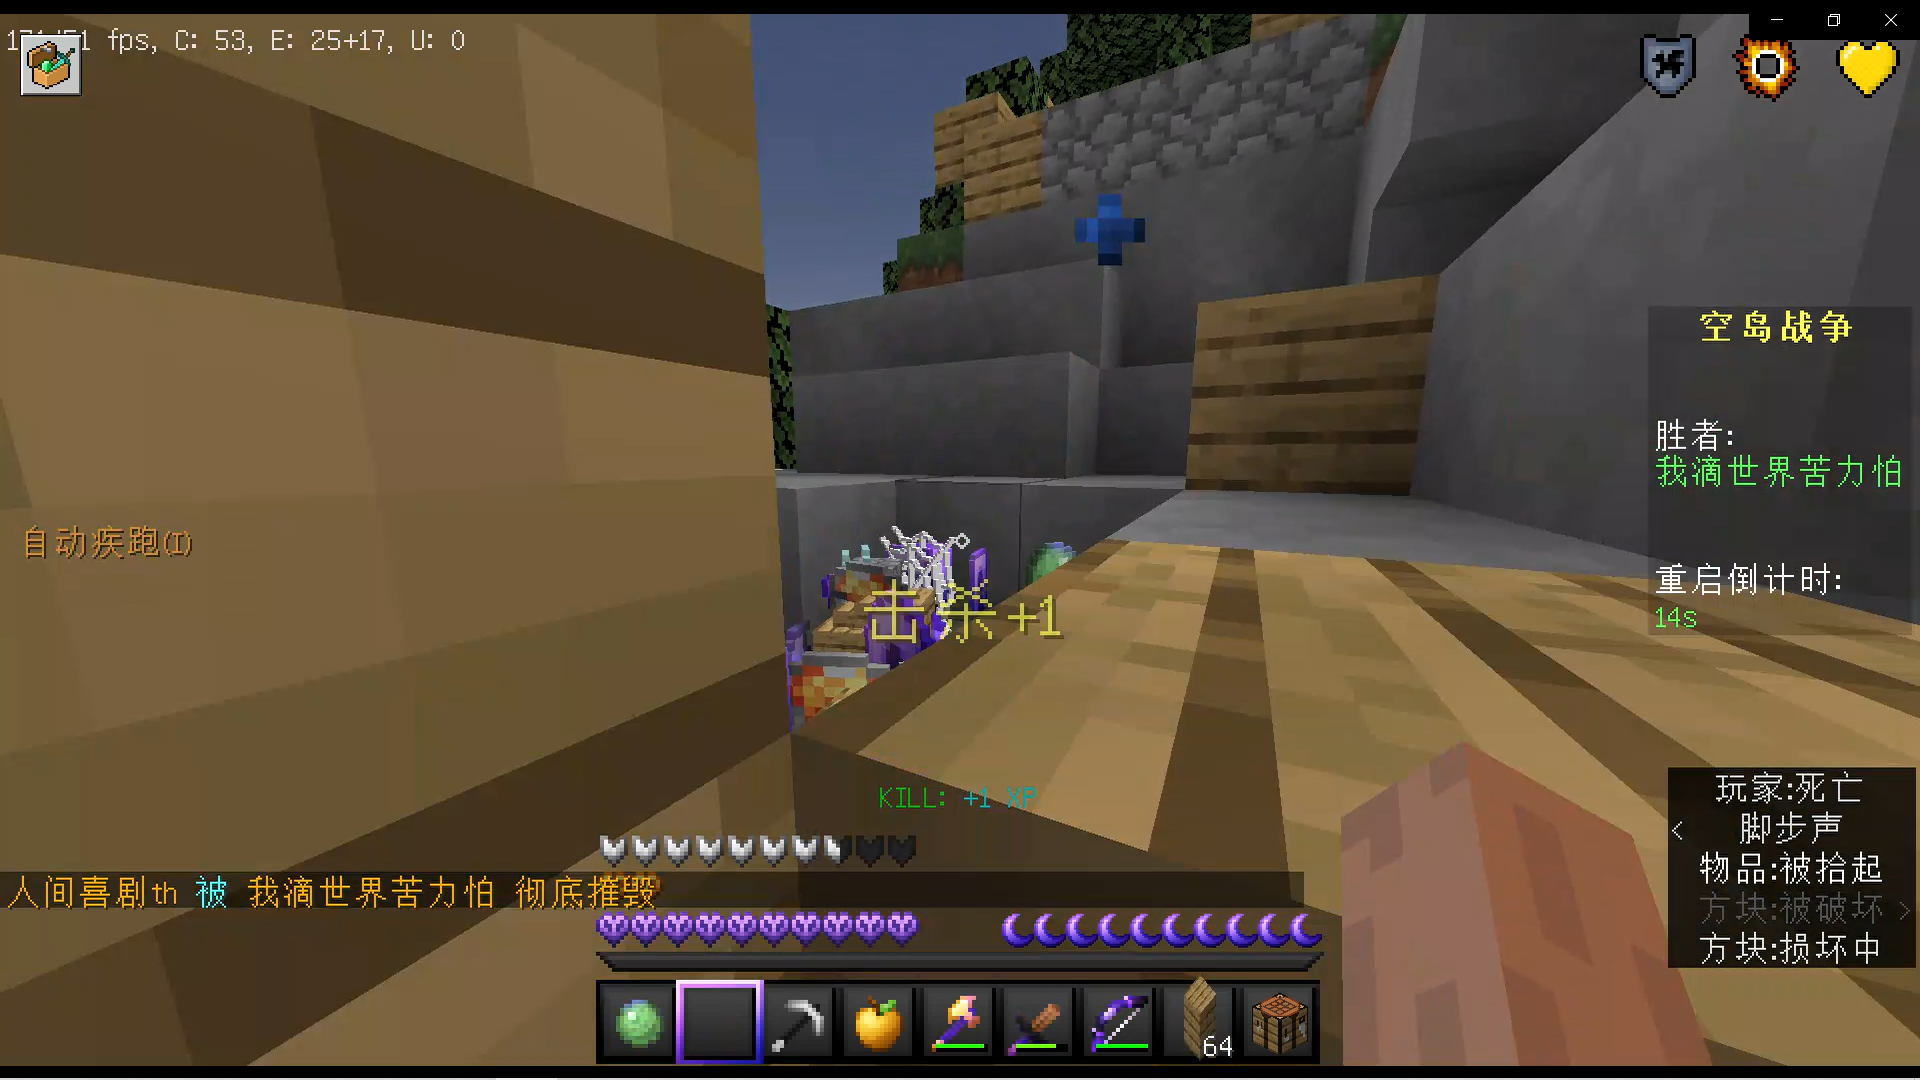 fps, C: 53, E: 25+17, U: 0
空岛战争
胜者:
我滴世界苦力怕
自动疾跑(I)
重启倒计时:
14s
击杀+1
KILL: +1 XP
人间喜剧th 被 我滴世界苦力怕 彻底摧毁
玩家:死亡
< 脚步声
物品:被拾起
方块:被破坏 >
方块:损坏中
64